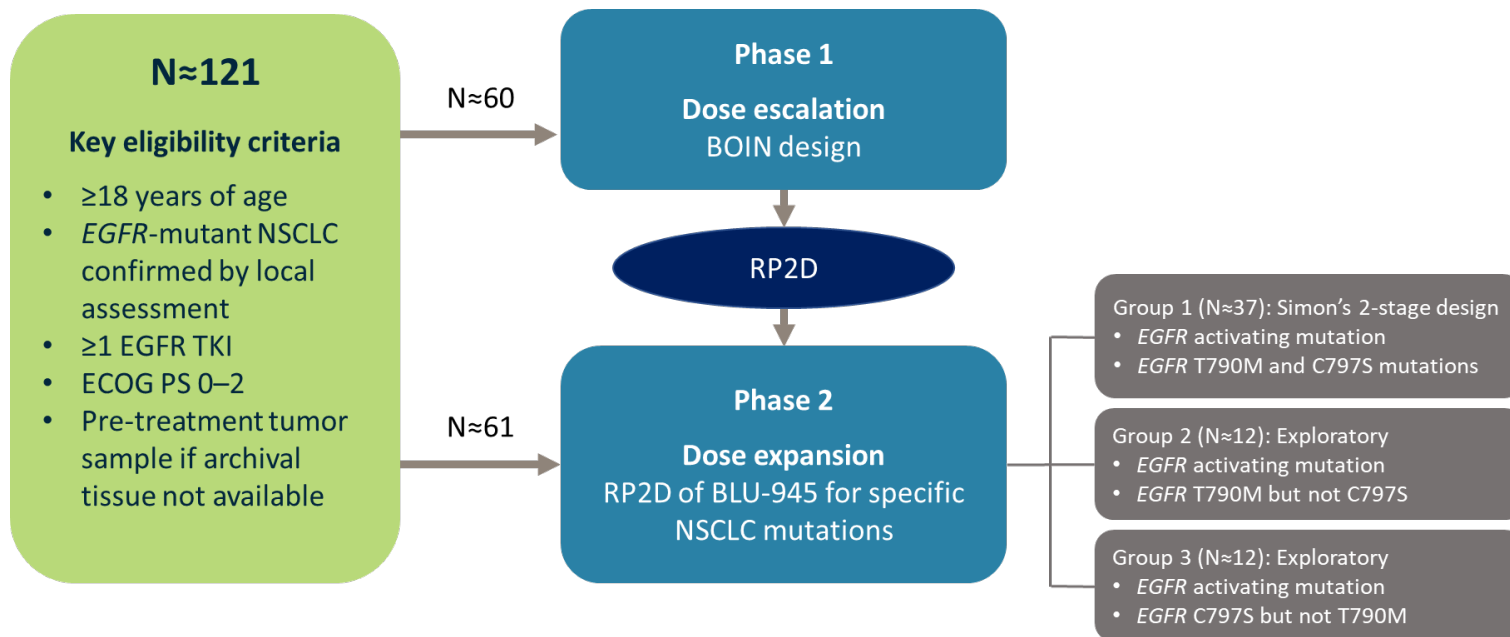 N≈121
Key eligibility criteria
• ≥18 years of age
• EGFR-mutant NSCLC
confirmed by local
assessment
• ≥1 EGFR TKI
• ECOG PS 0–2
• Pre-treatment tumor
sample if archival
tissue not available
N≈60
Phase 1
Dose escalation
BOIN design
RP2D
N≈61
Phase 2
Dose expansion
RP2D of BLU-945 for specific
NSCLC mutations
Group 1 (N≈37): Simon’s 2-stage design
• EGFR activating mutation
• EGFR T790M and C797S mutations
Group 2 (N≈12): Exploratory
• EGFR activating mutation
• EGFR T790M but not C797S
Group 3 (N≈12): Exploratory
• EGFR activating mutation
• EGFR C797S but not T790M